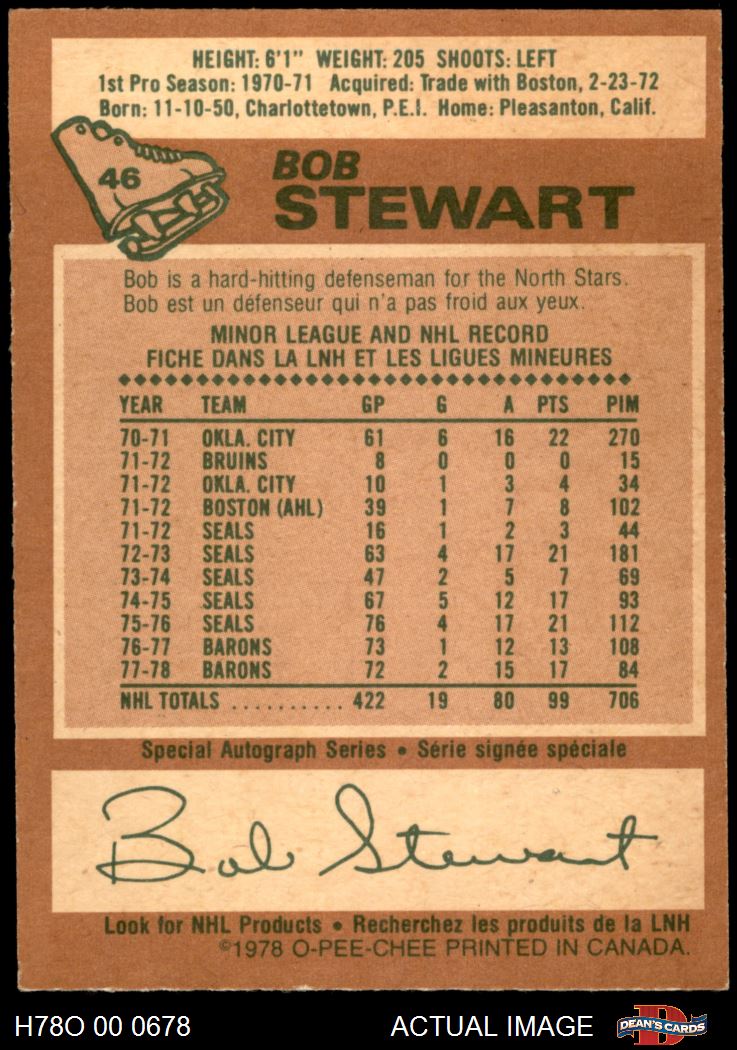 HEIGHT: 6'1" WEIGHT: 205 SHOOTS: LEFT
1st Pro Season: 1970-71 Acquired: Trade with Boston, 2-23-72
Born: 11-10-50, Charlottetown, P.E.I. Home: Pleasanton, Calif.
46
BOB
STEWART
Bob is a hard-hitting defenseman for the North Stars.
Bob est un défenseur qui n'a pas froid aux yeux.
MINOR LEAGUE AND NHL RECORD
FICHE DANS LA LNH ET LES LIGUES MINEURES
YEAR TEAM GP G A PTS PIM
70-71 OKLA. CITY 61 6 16 22 270
71-72 BRUINS 8 0 0 0 15
71-72 OKLA. CITY 10 1 3 4 34
71-72 BOSTON (AHL) 39 1 7 8 102
71-72 SEALS 16 1 2 3 44
72-73 SEALS 63 4 17 21 181
73-74 SEALS 47 2 5 7 69
74-75 SEALS 67 5 12 17 93
75-76 SEALS 76 4 17 21 112
76-77 BARONS 73 1 12 13 108
77-78 BARONS 72 2 15 17 84
NHL TOTALS .......... 422 19 80 99 706
Special Autograph Series • Série signée spéciale
Bob Stewart
Look for NHL Products • Recherchez les produits de la LNH
©1978 O-PEE-CHEE PRINTED IN CANADA.
H78O 00 0678 ACTUAL IMAGE D DEAN'S CARDS